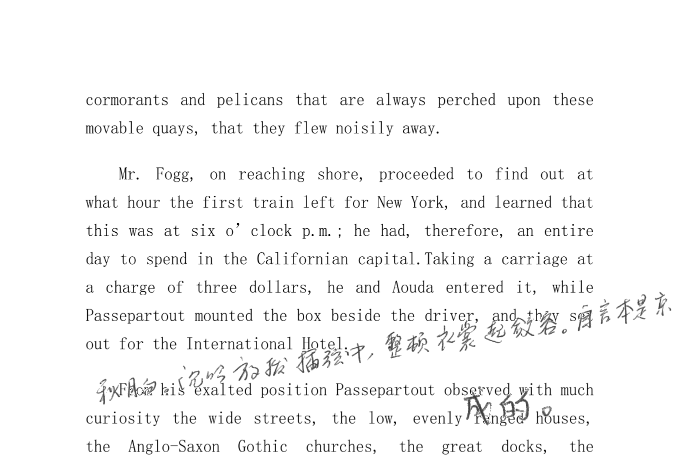 cormorants and pelicans that are always perched upon these
movable quays, that they flew noisily away.
Mr. Fogg, on reaching shore, proceeded to find out at
what hour the first train left for New York, and learned that
this was at six o’clock p.m.; he had, therefore, an entire
day to spend in the Californian capital.Taking a carriage at
a charge of three dollars, he and Aouda entered it, while
Passepartout mounted the box beside the driver, and they set
out for the International Hotel.
秋月白。沉吟放拨插弦中，整顿衣裳起敛容。自言本是京
From his exalted position Passepartout observed with much
成的。
curiosity the wide streets, the low, evenly ranged houses,
the Anglo-Saxon Gothic churches, the great docks, the